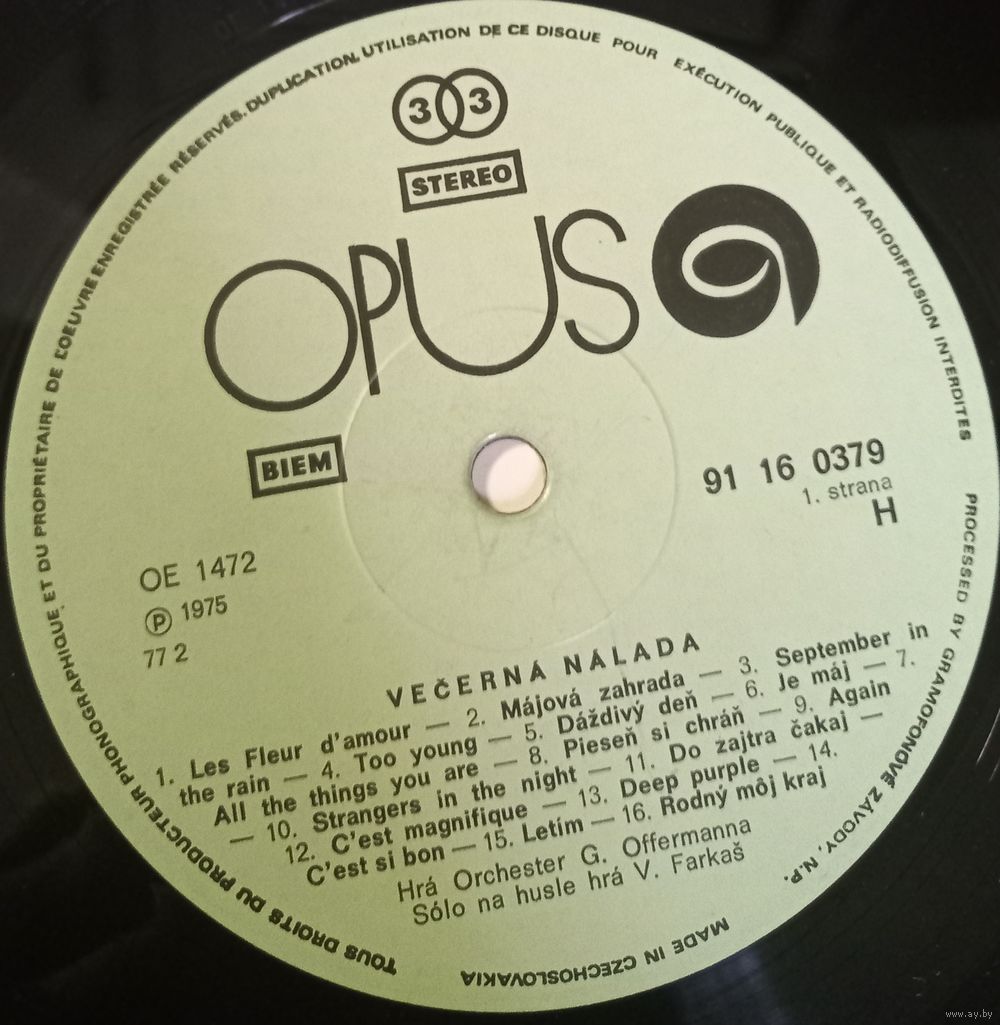 TOUS DROITS DU PRODUCTEUR PHONOGRAPHIQUE ET DU PROPRIÉTAIRE DE L'OEUVRE ENREGISTRÉE RÉSERVÉS. DUPLICATION, UTILISATION DE CE DISQUE POUR EXÉCUTION PUBLIQUE ET RADIODIFFUSION INTERDITES
33
STEREO
OPUS
BIEM
91 16 0379
1. strana
H
OE 1472
Ⓟ 1975
77 2
VEČERNÁ NÁLADA
1. Les Fleur d'amour — 2. Májová zahrada — 3. September in
the rain — 4. Too young — 5. Dáždivý deň — 6. Je máj — 7.
All the things you are — 8. Pieseň si chráň — 9. Again
— 10. Strangers in the night — 11. Do zajtra čakaj —
12. C'est magnifique — 13. Deep purple — 14.
C'est si bon — 15. Letím — 16. Rodný môj kraj
Hrá Orchester G. Offermanna
Sólo na husle hrá V. Farkaš
PROCESSED BY GRAMOFONOVÉ ZÁVODY, N.P.
MADE IN CZECHOSLOVAKIA
www.ay.by